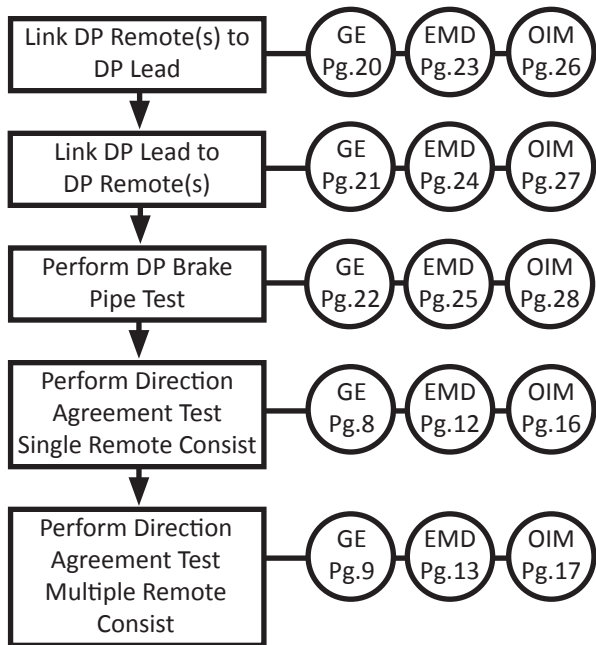 Link DP Remote(s) to
DP Lead
GE
Pg.20
EMD
Pg.23
OIM
Pg.26
Link DP Lead to
DP Remote(s)
GE
Pg.21
EMD
Pg.24
OIM
Pg.27
Perform DP Brake
Pipe Test
GE
Pg.22
EMD
Pg.25
OIM
Pg.28
Perform Direction
Agreement Test
Single Remote Consist
GE
Pg.8
EMD
Pg.12
OIM
Pg.16
Perform Direction
Agreement Test
Multiple Remote
Consist
GE
Pg.9
EMD
Pg.13
OIM
Pg.17